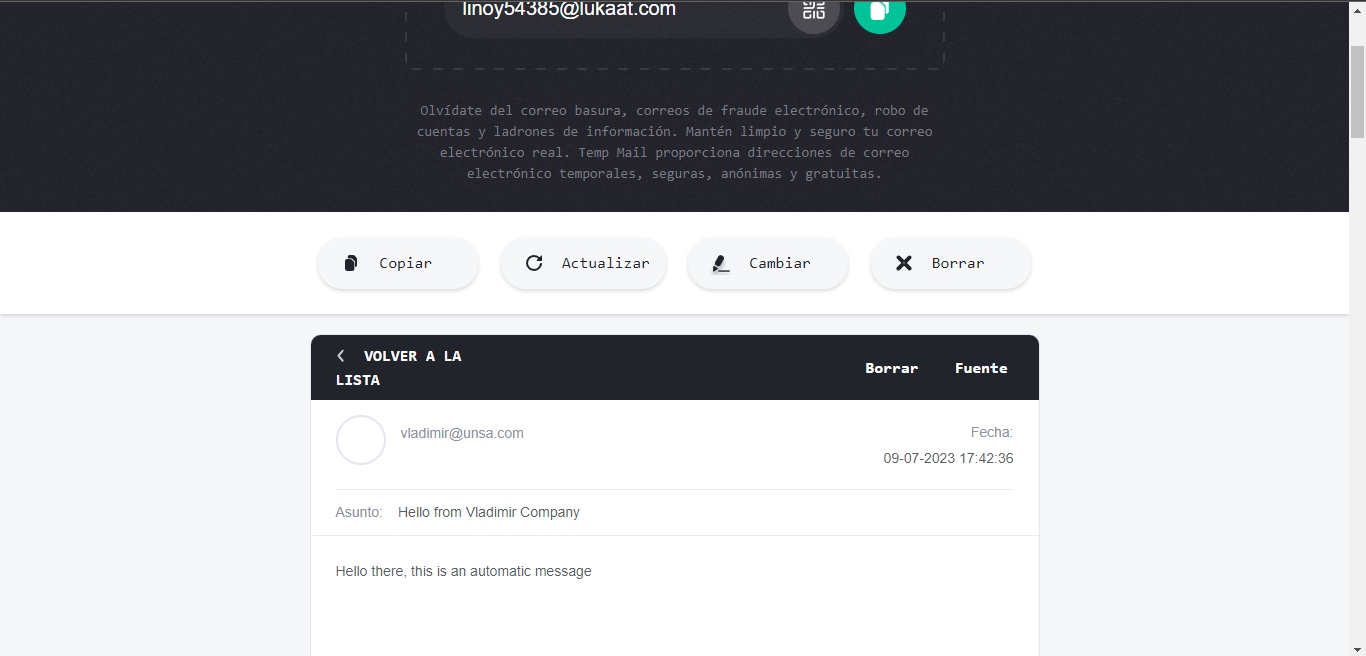 linoy54385@lukaat.com
Olvídate del correo basura, correos de fraude electrónico, robo de
cuentas y ladrones de información. Mantén limpio y seguro tu correo
electrónico real. Temp Mail proporciona direcciones de correo
electrónico temporales, seguras, anónimas y gratuitas.
Copiar
Actualizar
Cambiar
Borrar
VOLVER A LA
LISTA
Borrar
Fuente
vladimir@unsa.com
Fecha:
09-07-2023 17:42:36
Asunto: Hello from Vladimir Company
Hello there, this is an automatic message